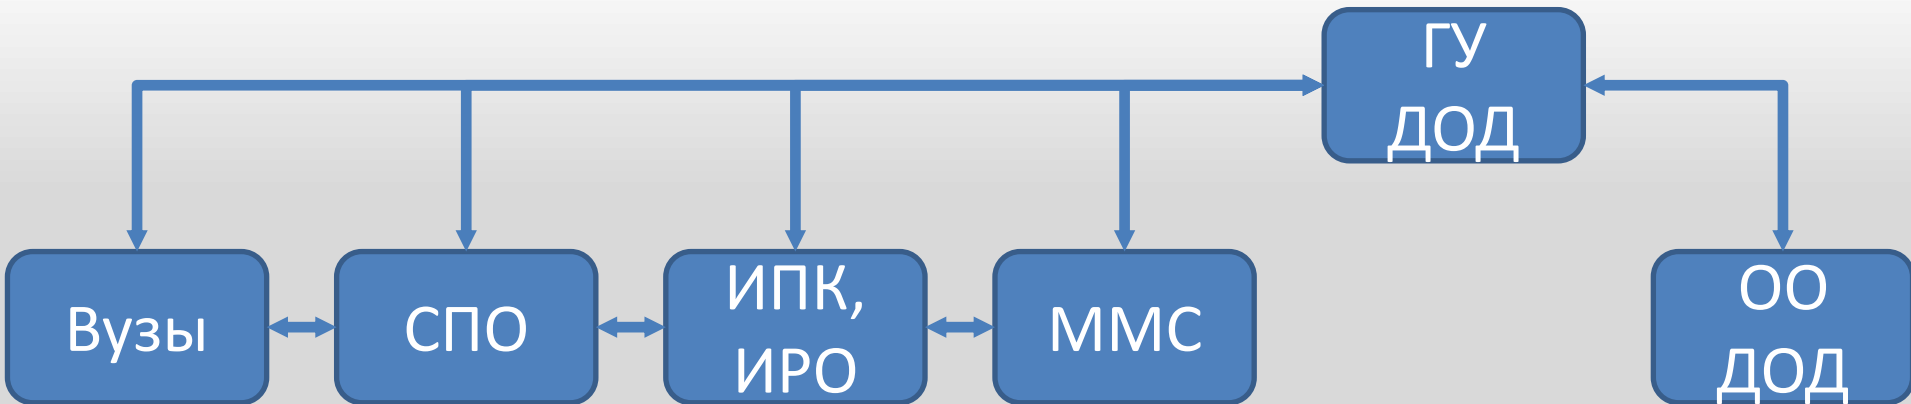 ГУ
ДОД
Вузы
СПО
ИПК,
ИРО
ММС
ОО
ДОД